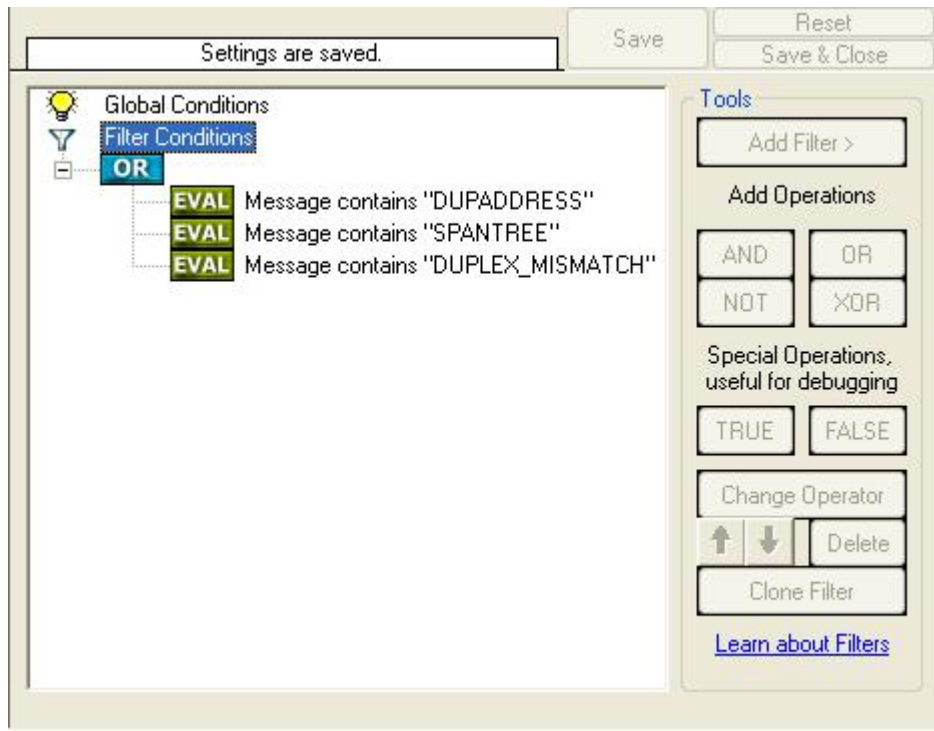 Settings are saved.
Save
Reset
Save & Close
Global Conditions
Filter Conditions
OR
EVAL Message contains "DUPADDRESS"
EVAL Message contains "SPANTREE"
EVAL Message contains "DUPLEX_MISMATCH"
Tools
Add Filter >
Add Operations
AND OR
NOT XOR
Special Operations,
useful for debugging
TRUE FALSE
Change Operator
Delete
Clone Filter
Learn about Filters